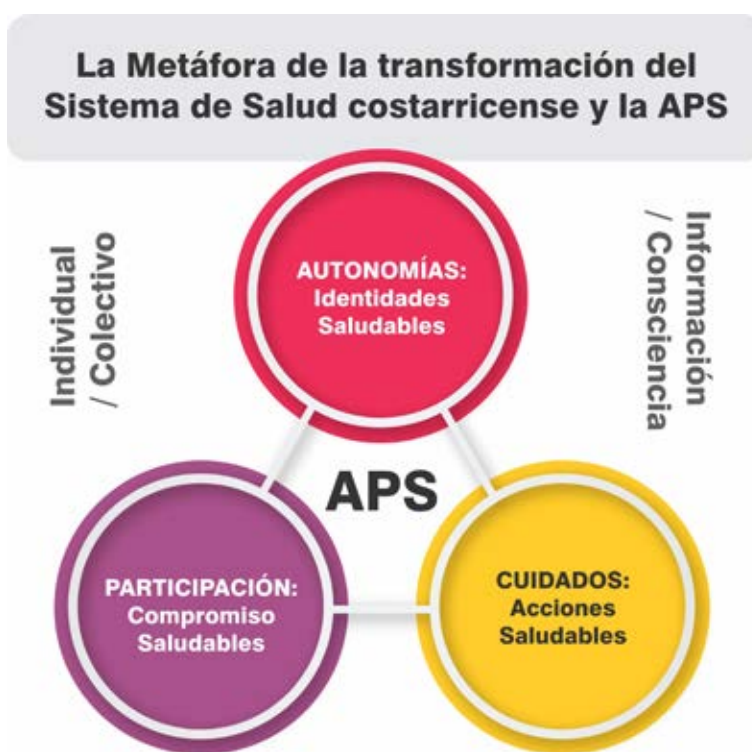 La Metáfora de la transformación del
Sistema de Salud costarricense y la APS
Individual
/ Colectivo
Información
/ Consciencia
AUTONOMÍAS:
Identidades
Saludables
APS
PARTICIPACIÓN:
Compromiso
Saludables
CUIDADOS:
Acciones
Saludables